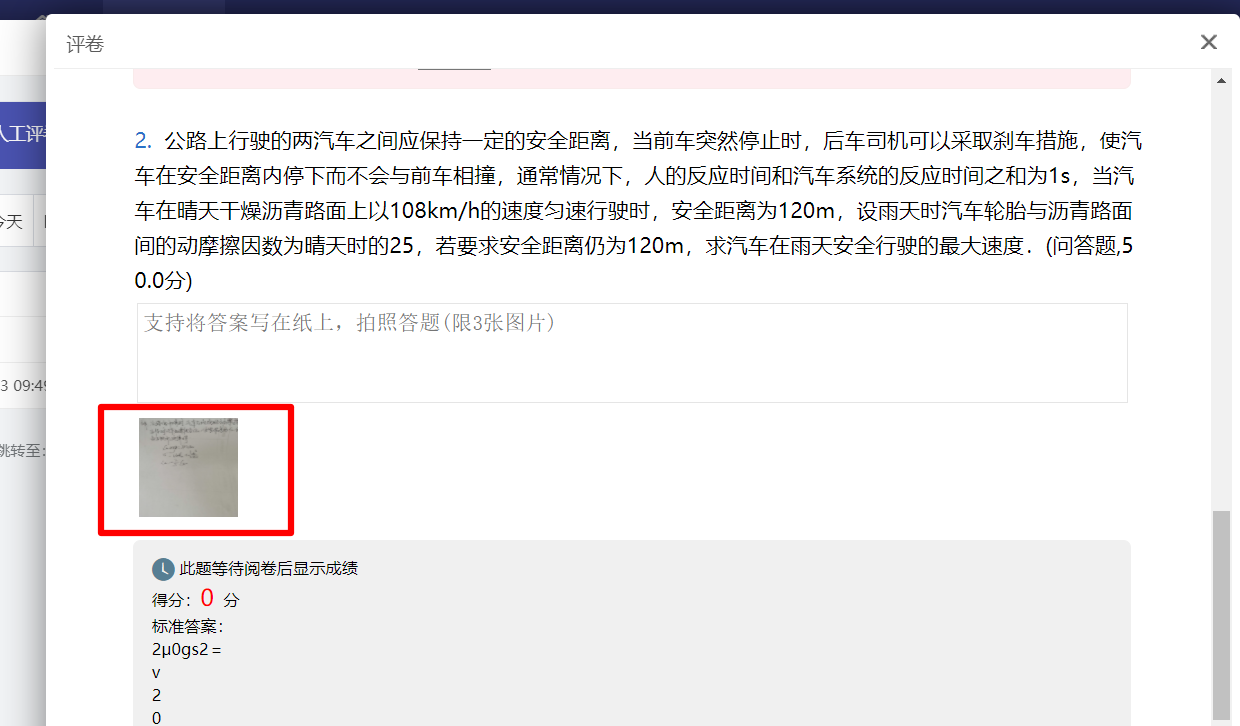 评卷
人工评
2. 公路上行驶的两汽车之间应保持一定的安全距离，当前车突然停止时，后车司机可以采取刹车措施，使汽
车在安全距离内停下而不会与前车相撞，通常情况下，人的反应时间和汽车系统的反应时间之和为1s，当汽
车在晴天干燥沥青路面上以108km/h的速度匀速行驶时，安全距离为120m，设雨天时汽车轮胎与沥青路面
今天
间的动摩擦因数为晴天时的25，若要求安全距离仍为120m，求汽车在雨天安全行驶的最大速度．(问答题,5
0.0分)
支持将答案写在纸上，拍照答题(限3张图片)
3 09:49
跳转至:
此题等待阅卷后显示成绩
得分：0 分
标准答案：
2μ0gs2＝
v
2
0